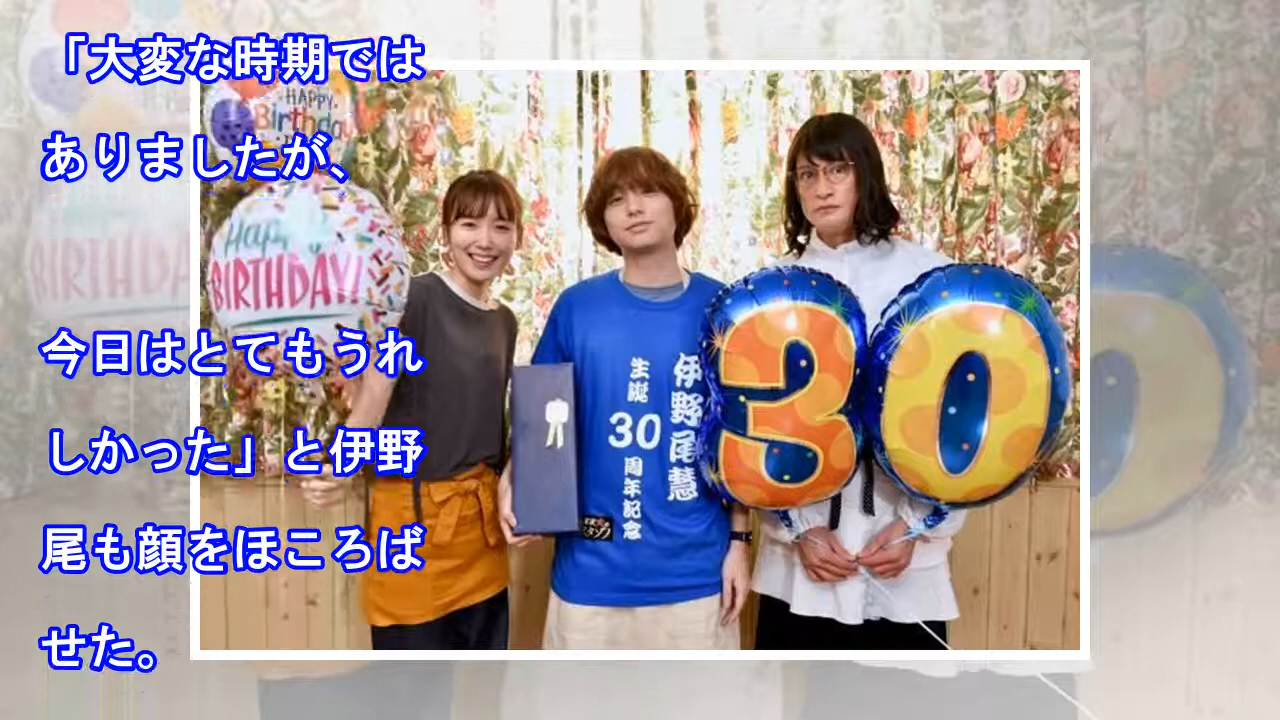 「大変な時期では
ありましたが、
今日はとてもうれ
しかった」と伊野
尾も顔をほころば
せた。
HAPPY
Birthday
Happy
BIRTHDAY!
伊野尾慧
生誕
30
周年記念
30
BIRTHDAY